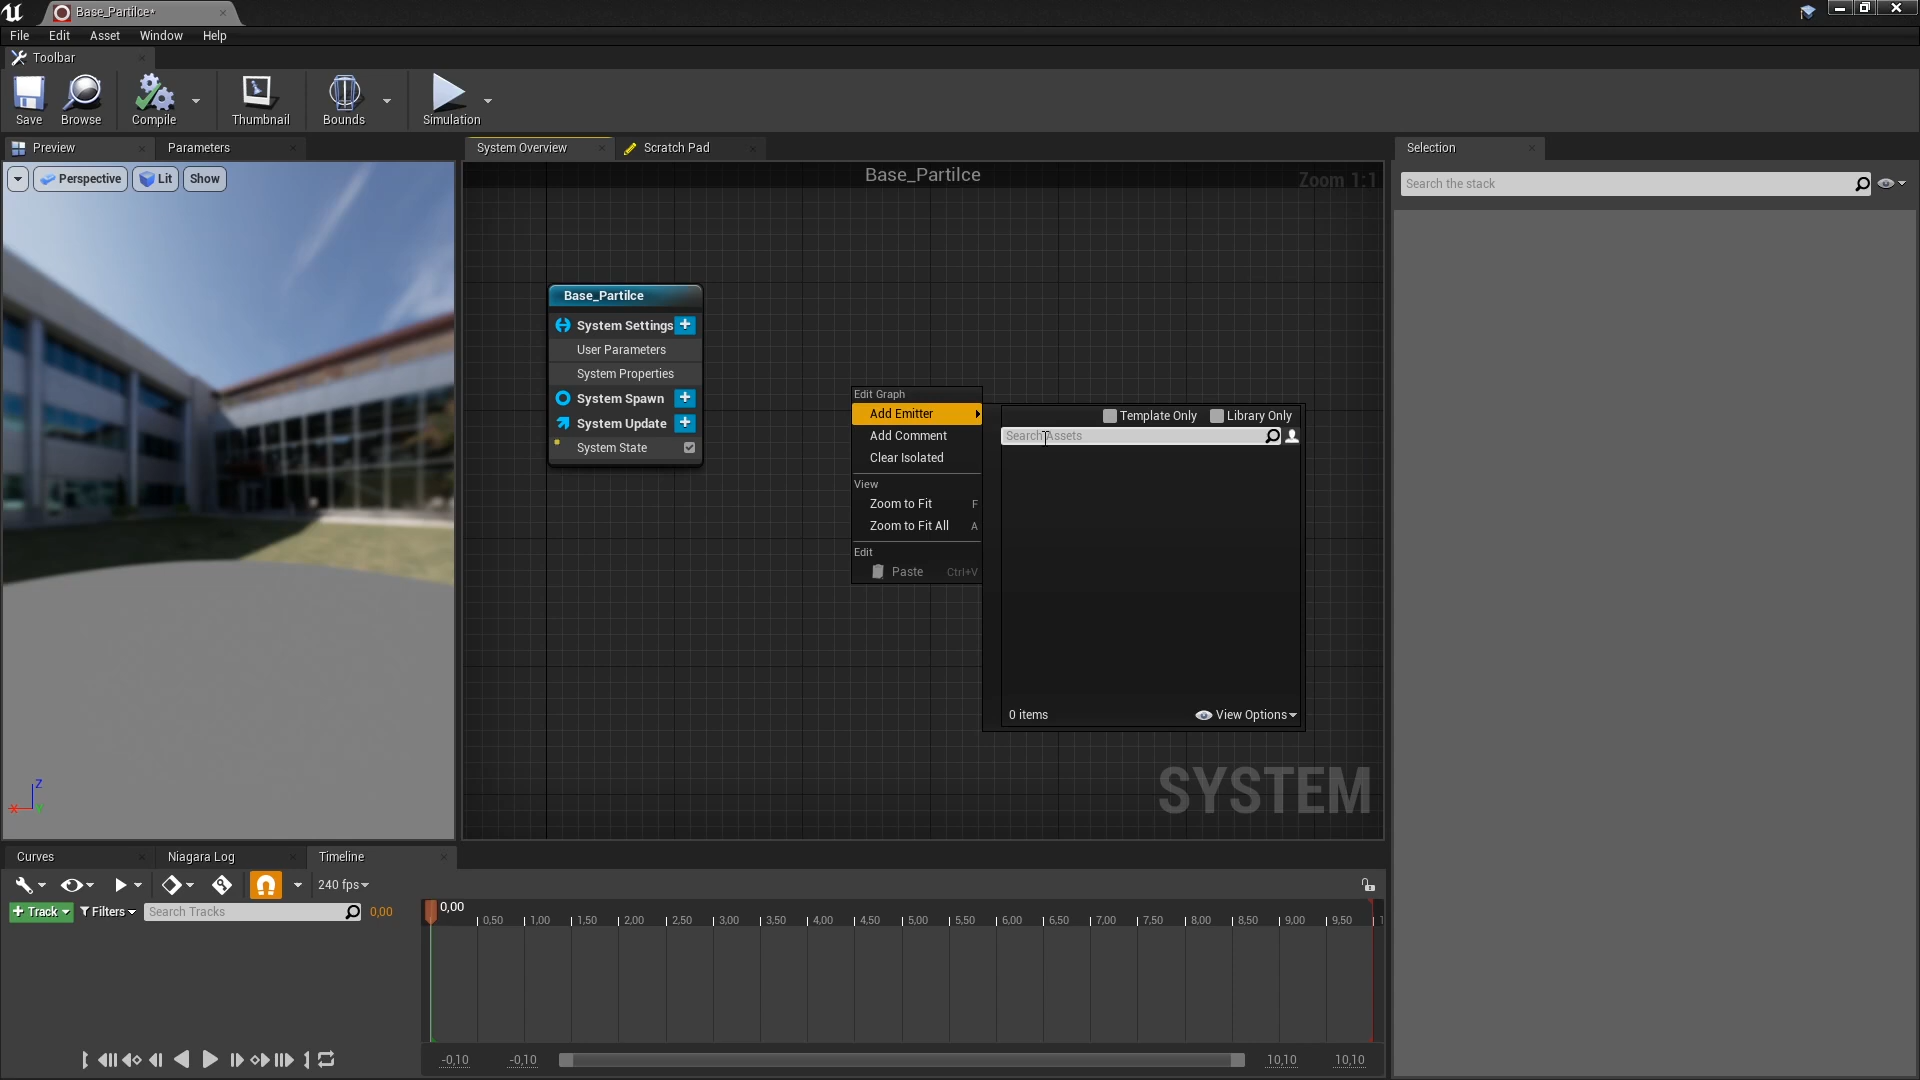 Base_PartiIce*
File Edit Asset Window Help
Toolbar
Save Browse Compile Thumbnail Bounds Simulation
Preview Parameters System Overview Scratch Pad Selection
Perspective Lit Show
Base_PartiIce
Zoom 1:1
Search the stack
Base_PartiIce
System Settings
User Parameters
System Properties
System Spawn
System Update
System State
Edit Graph
Add Emitter
Add Comment
Clear Isolated
View
Zoom to Fit F
Zoom to Fit All A
Edit
Paste Ctrl+V
Template Only Library Only
Search Assets
0 items View Options
SYSTEM
Z
X
Y
Curves Niagara Log Timeline
240 fps
+ Track Filters Search Tracks 0,00
0,00
0,50 1,00 1,50 2,00 2,50 3,00 3,50 4,00 4,50 5,00 5,50 6,00 6,50 7,00 7,50 8,00 8,50 9,00 9,50 1
-0,10 -0,10 10,10 10,10